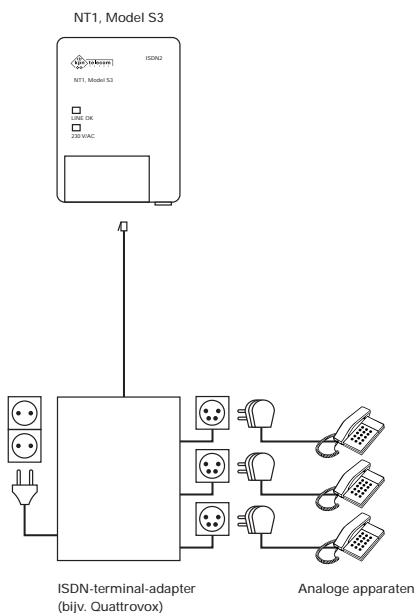 NT1, Model S3
kpn telecom
ISDN2
NT1, Model S3
LINE OK
230 V/AC
ISDN-terminal-adapter
(bijv. Quattrovox)
Analoge apparaten